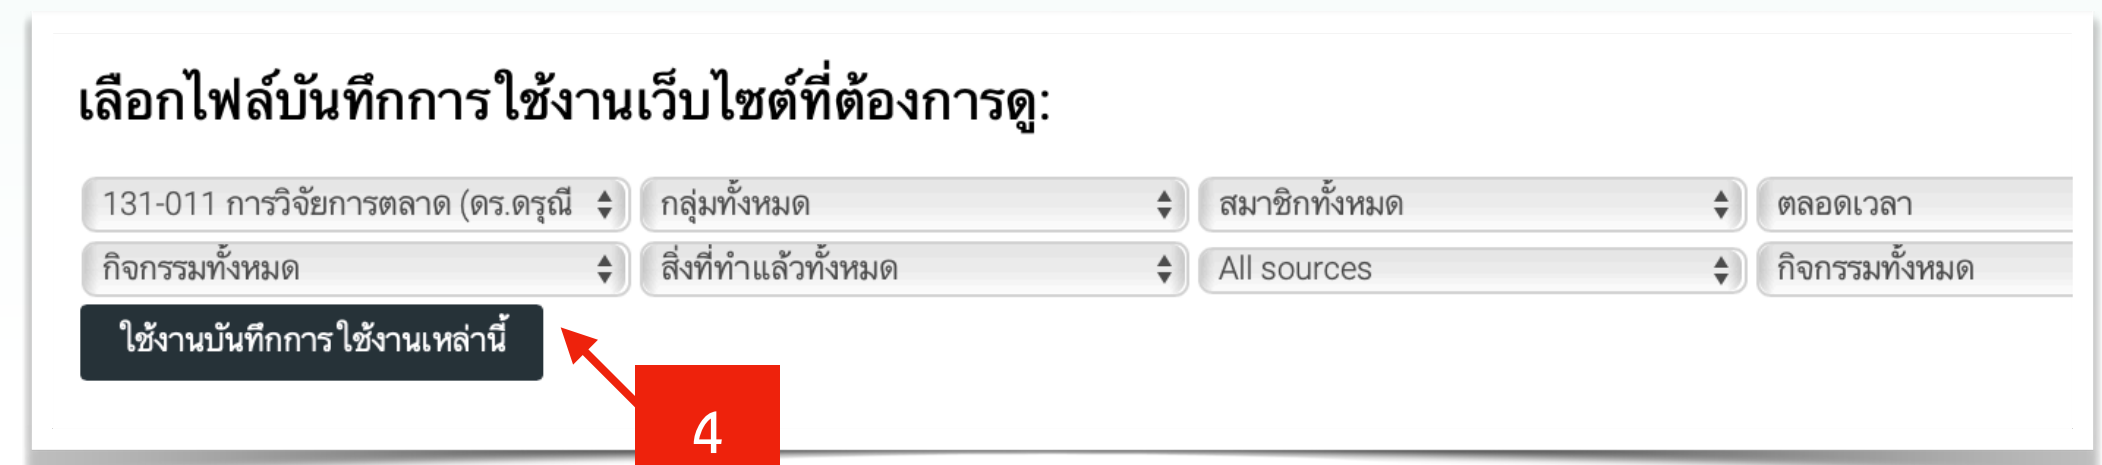 เลือกไฟล์บันทึกการใช้งานเว็บไซต์ที่ต้องการดู:
131-011 การวิจัยการตลาด (ดร.ดรุณี กลุ่มทั้งหมด สมาชิกทั้งหมด ตลอดเวลา
กิจกรรมทั้งหมด สิ่งที่ทำแล้วทั้งหมด All sources กิจกรรมทั้งหมด
ใช้งานบันทึกการใช้งานเหล่านี้
4